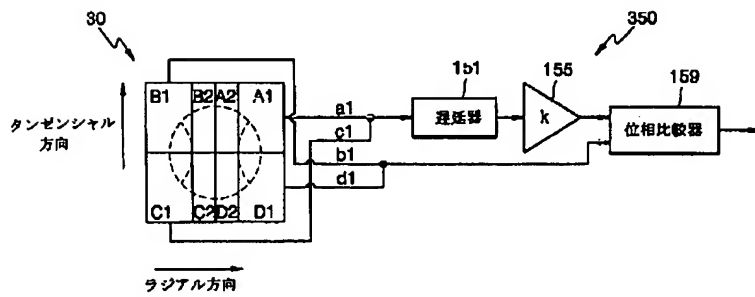 30
350
151
155
159
B1 B2 A2 A1
a1
c1
遅延器
k
位相比較器
タンゼンシャル
方向
b1
d1
C1 C2 D2 D1
ラジアル方向